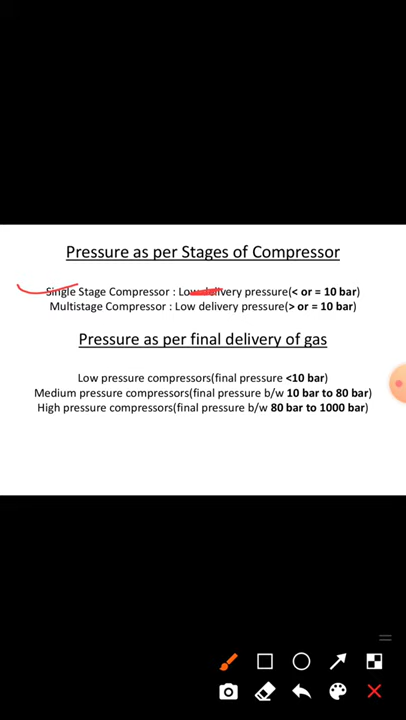 Pressure as per Stages of Compressor
Single Stage Compressor : Low delivery pressure(< or = 10 bar)
Multistage Compressor : Low delivery pressure(> or = 10 bar)
Pressure as per final delivery of gas
Low pressure compressors(final pressure <10 bar)
Medium pressure compressors(final pressure b/w 10 bar to 80 bar)
High pressure compressors(final pressure b/w 80 bar to 1000 bar)